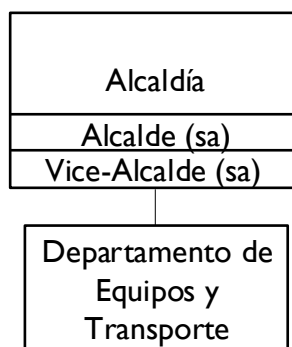 Alcaldía
Alcalde (sa)
Vice-Alcalde (sa)
Departamento de
Equipos y
Transporte